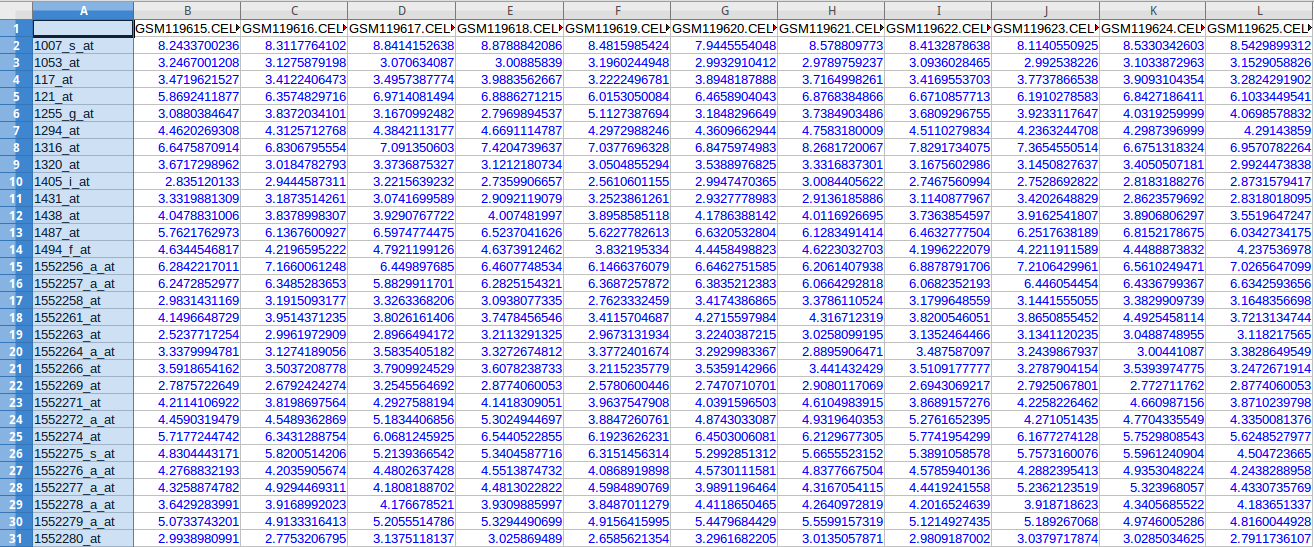 A B C D E F G H I J K L
1 GSM119615.CEL GSM119616.CEL GSM119617.CEL GSM119618.CEL GSM119619.CEL GSM119620.CEL GSM119621.CEL GSM119622.CEL GSM119623.CEL GSM119624.CEL GSM119625.CEL
2 1007_s_at 8.2433700236 8.3117764102 8.8414152638 8.8788842086 8.4815985424 7.9445554048 8.578809773 8.4132878638 8.1140550925 8.5330342603 8.5429899312
3 1053_at 3.2467001208 3.1275879198 3.070634087 3.00885839 3.1960244948 2.9932910412 2.9789759237 3.0936028465 2.992538226 3.1033872963 3.1529058826
4 117_at 3.4719621527 3.4122206473 3.4957387774 3.9883562667 3.2222496781 3.8948187888 3.7164998261 3.4169553703 3.7737866538 3.9093104354 3.2824291902
5 121_at 5.8692411877 6.3574829716 6.9714081494 6.8886271215 6.0153050084 6.4658904043 6.8768384866 6.6710857713 6.1910278583 6.8427186411 6.1033449541
6 1255_g_at 3.0880384647 3.8372034101 3.1670992482 2.7969894537 5.1127387694 3.1848296649 3.7384903486 3.6809296755 3.9233117647 4.0319259999 4.0698578832
7 1294_at 4.4620269308 4.3125712768 4.3842113177 4.6691114787 4.2972988246 4.3609662944 4.7583180009 4.5110279834 4.2363244708 4.2987396999 4.29143859
8 1316_at 6.6475870914 6.8306795554 7.091350603 7.4204739637 7.0377696328 6.8475974983 8.2681720067 7.8291734075 7.3654550514 6.6751318324 6.9570782264
9 1320_at 3.6717298962 3.0184782793 3.3736875327 3.1212180734 3.0504855294 3.5388976825 3.3316837301 3.1675602986 3.1450827637 3.4050507181 2.9924473838
10 1405_i_at 2.835120133 2.9444587311 3.2215639232 2.7359906657 2.5610601155 2.9947470365 3.0084405622 2.7467560994 2.7528692822 2.8183188276 2.8731579417
11 1431_at 3.3319881309 3.1873514261 3.0741699589 2.9092119079 3.2523861261 2.9327778983 2.9136185886 3.1140877967 3.4202648829 2.8623579692 2.8318018095
12 1438_at 4.0478831006 3.8378998307 3.9290767722 4.007481997 3.8958585118 4.1786388142 4.0116926695 3.7363854597 3.9162541807 3.8906806297 3.5519647247
13 1487_at 5.7621762973 6.1367600927 6.5974774475 6.5237041626 5.6227782613 6.6320532804 6.1283491414 6.4632777504 6.2517638189 6.8152178675 6.0342734175
14 1494_f_at 4.6344546817 4.2196595222 4.7921199126 4.6373912462 3.832195334 4.4458498823 4.6223032703 4.1996222079 4.2211911589 4.4488873832 4.237536978
15 1552256_a_at 6.2842217011 7.1660061248 6.449897685 6.4607748534 6.1466376079 6.6462751585 6.2061407938 6.8878791706 7.2106429961 6.5610249471 7.0265647099
16 1552257_a_at 6.2472852977 6.3485283653 5.8829911701 6.2825154321 6.3687257872 6.3835212383 6.0664292818 6.0682352193 6.446054454 6.4336799367 6.6342593656
17 1552258_at 2.9831431169 3.1915093177 3.3263368206 3.0938077335 2.7623332459 3.4174386865 3.3786110524 3.1799648559 3.1441555055 3.3829909739 3.1648356698
18 1552261_at 4.1496648729 3.9514371235 3.8026161406 3.7478456546 3.4115704687 4.2715597984 4.316712319 3.8200546051 3.8650855452 4.4925458114 3.7213134744
19 1552263_at 2.5237717254 2.9961972909 2.8966494172 3.2113291325 2.9673131934 3.2240387215 3.0258099195 3.1352464466 3.1341120235 3.0488748955 3.118217565
20 1552264_a_at 3.3379994781 3.1274189056 3.5835405182 3.3272674812 3.3772401674 3.2929983367 2.8895906471 3.487587097 3.2439867937 3.00441087 3.3828649549
21 1552266_at 3.5918654162 3.5037208778 3.7909924529 3.6078238733 3.2115235779 3.5359142966 3.441432429 3.5109177777 3.2787904154 3.5393974775 3.2472671914
22 1552269_at 2.7875722649 2.6792424274 3.2545564692 2.8774060053 2.5780600446 2.7470710701 2.9080117069 2.6943069217 2.7925067801 2.772711762 2.8774060053
23 1552271_at 4.2114106922 3.8198697564 4.2927588194 4.1418309051 3.9637547908 4.0391596503 4.6104983915 3.8689157276 4.2258226462 4.660987156 3.8710239798
24 1552272_a_at 4.4590319479 4.5489362869 5.1834406856 5.3024944697 3.8847260761 4.8743033087 4.9319640353 5.2761652395 4.271051435 4.7704335549 4.3350081376
25 1552274_at 5.7177244742 6.3431288754 6.0681245925 6.5440522855 6.1923626231 6.4503006081 6.2129677305 5.7741954299 6.1677274128 5.7529808543 5.6248527977
26 1552275_s_at 4.8304443171 5.8200514206 5.2139366542 5.3404587716 6.3151456314 5.2992851312 5.6655523152 5.3891058578 5.7573160076 5.5961240904 4.504723665
27 1552276_a_at 4.2768832193 4.2035905674 4.4802637428 4.5513874732 4.0868919898 4.5730111581 4.8377667504 4.5785940136 4.2882395413 4.9353048224 4.2438288958
28 1552277_a_at 4.3258874782 4.9294469311 4.1808188702 4.4813022822 4.5984890769 3.9891196464 4.3167054115 4.4419241558 5.2362123519 5.323968057 4.4330735769
29 1552278_a_at 3.6429283991 3.9168992023 4.176678521 3.9309885997 3.8487011279 4.4118650465 4.2640972819 4.2016524639 3.918718623 4.3405685522 4.183651337
30 1552279_a_at 5.0733743201 4.9133316413 5.2055514786 5.3294490699 4.9156415995 5.4479684429 5.5599157319 5.1214927435 5.189267068 4.9746005286 4.8160044928
31 1552280_at 2.9938980991 2.7753206795 3.1375118137 3.025869489 2.6585621354 3.2961682205 3.0135057871 2.9809187002 3.0379717874 3.0285034625 2.7911736107